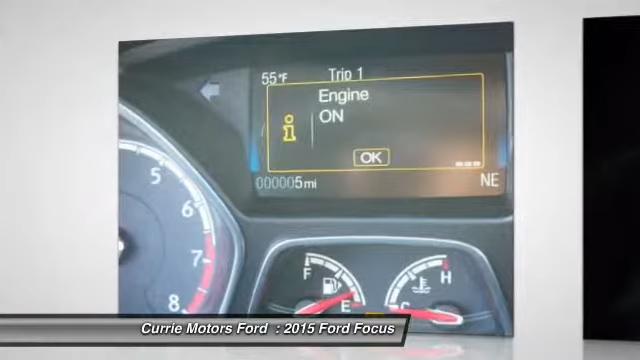 55°F Trip 1
Engine
ON
OK
000005mi NE
5
6
7
8
F
E
H
C
Currie Motors Ford : 2015 Ford Focus